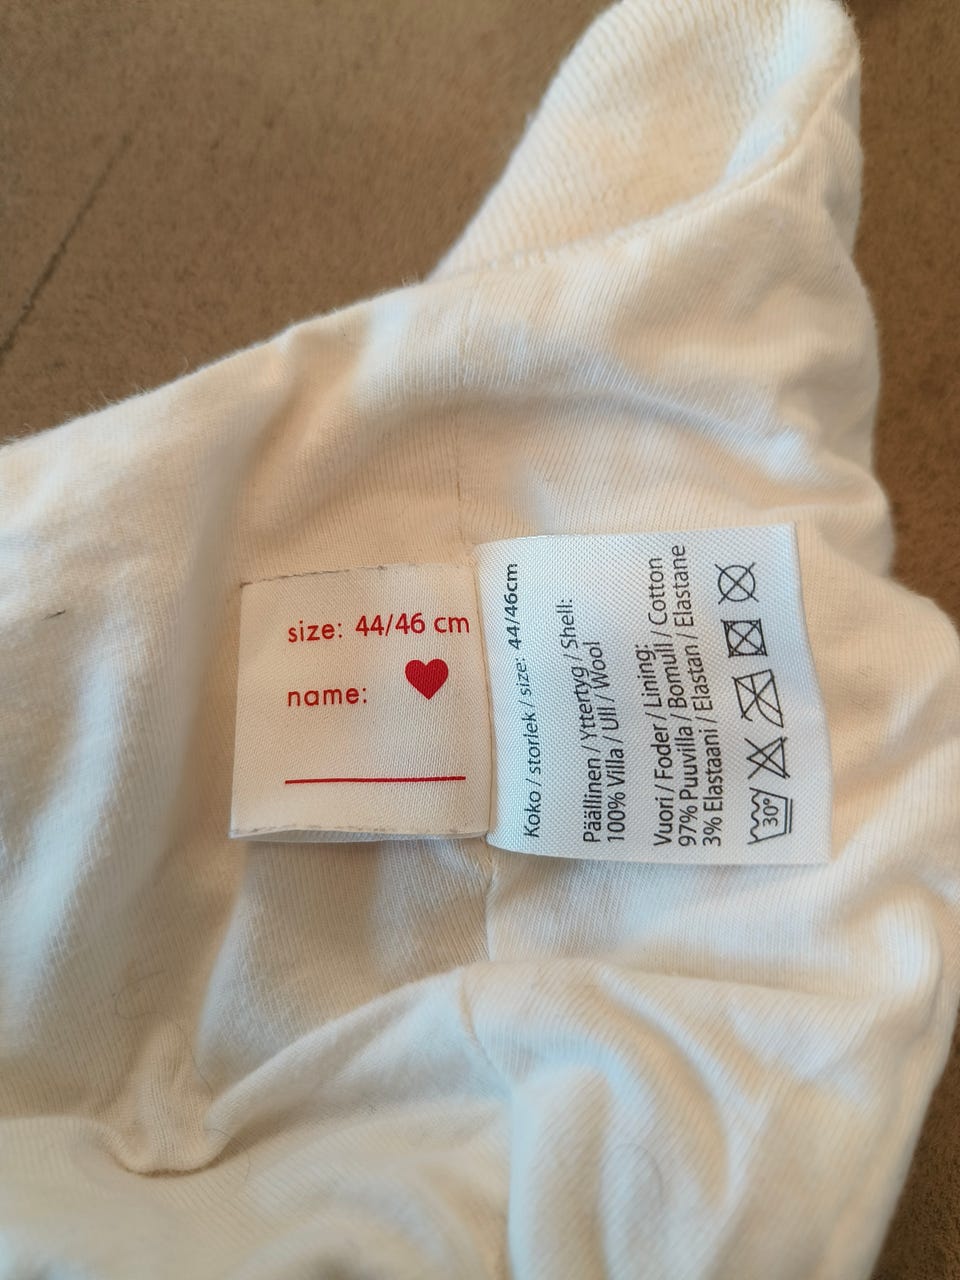 size: 44/46 cm
name:
Koko / storlek / size: 44/46cm
Päällinen / Yttertyg / Shell:
100% Villa / Ull / Wool
Vuori / Foder / Lining:
97% Puuvilla / Bomull / Cotton
3% Elastaani / Elastan / Elastane
30°